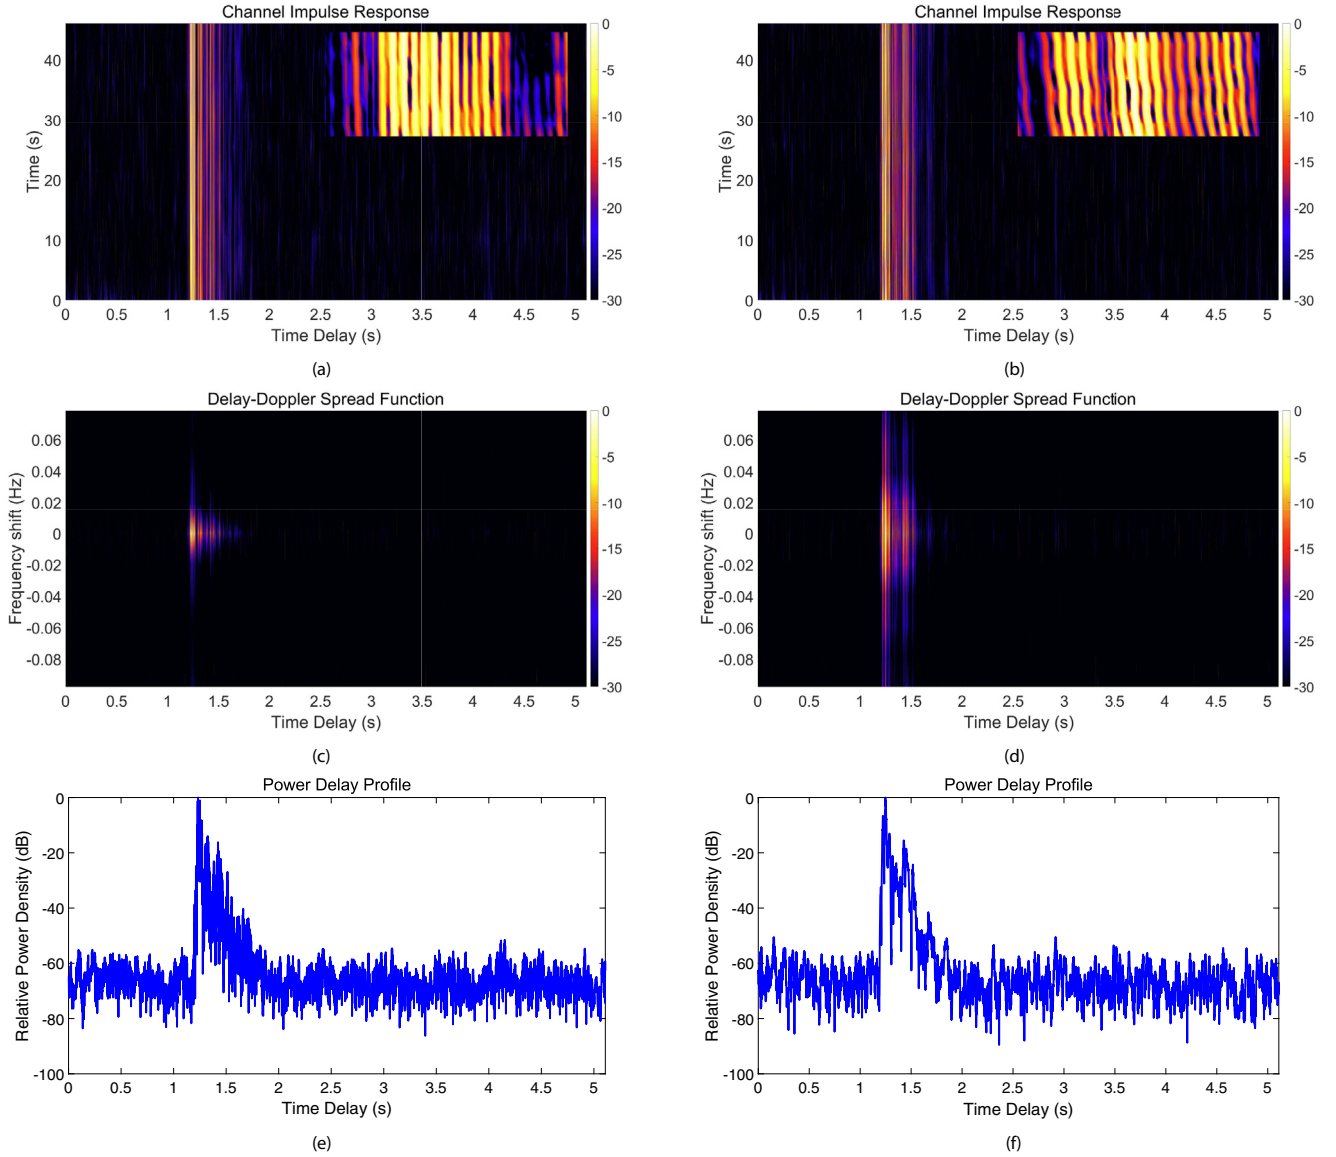 Channel Impulse Response
Time (s)
40
30
20
10
0
0 0.5 1 1.5 2 2.5 3 3.5 4 4.5 5
Time Delay (s)
0
-5
-10
-15
-20
-25
-30
(a)
Channel Impulse Response
Time (s)
40
30
20
10
0
0 0.5 1 1.5 2 2.5 3 3.5 4 4.5 5
Time Delay (s)
0
-5
-10
-15
-20
-25
-30
(b)
Delay-Doppler Spread Function
Frequency shift (Hz)
0.06
0.04
0.02
0
-0.02
-0.04
-0.06
-0.08
0 0.5 1 1.5 2 2.5 3 3.5 4 4.5 5
Time Delay (s)
0
-5
-10
-15
-20
-25
-30
(c)
Delay-Doppler Spread Function
Frequency shift (Hz)
0.06
0.04
0.02
0
-0.02
-0.04
-0.06
-0.08
0 0.5 1 1.5 2 2.5 3 3.5 4 4.5 5
Time Delay (s)
0
-5
-10
-15
-20
-25
-30
(d)
Power Delay Profile
Relative Power Density (dB)
0
-20
-40
-60
-80
-100
0 0.5 1 1.5 2 2.5 3 3.5 4 4.5 5
Time Delay (s)
(e)
Power Delay Profile
Relative Power Density (dB)
0
-20
-40
-60
-80
-100
0 0.5 1 1.5 2 2.5 3 3.5 4 4.5 5
Time Delay (s)
(f)